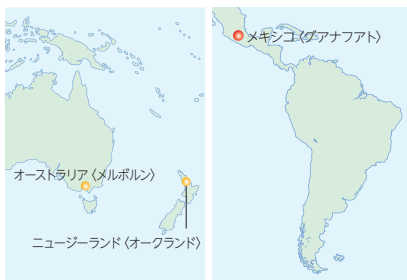 メキシコ〈グアナファト〉
オーストラリア〈メルボルン〉
ニュージーランド〈オークランド〉